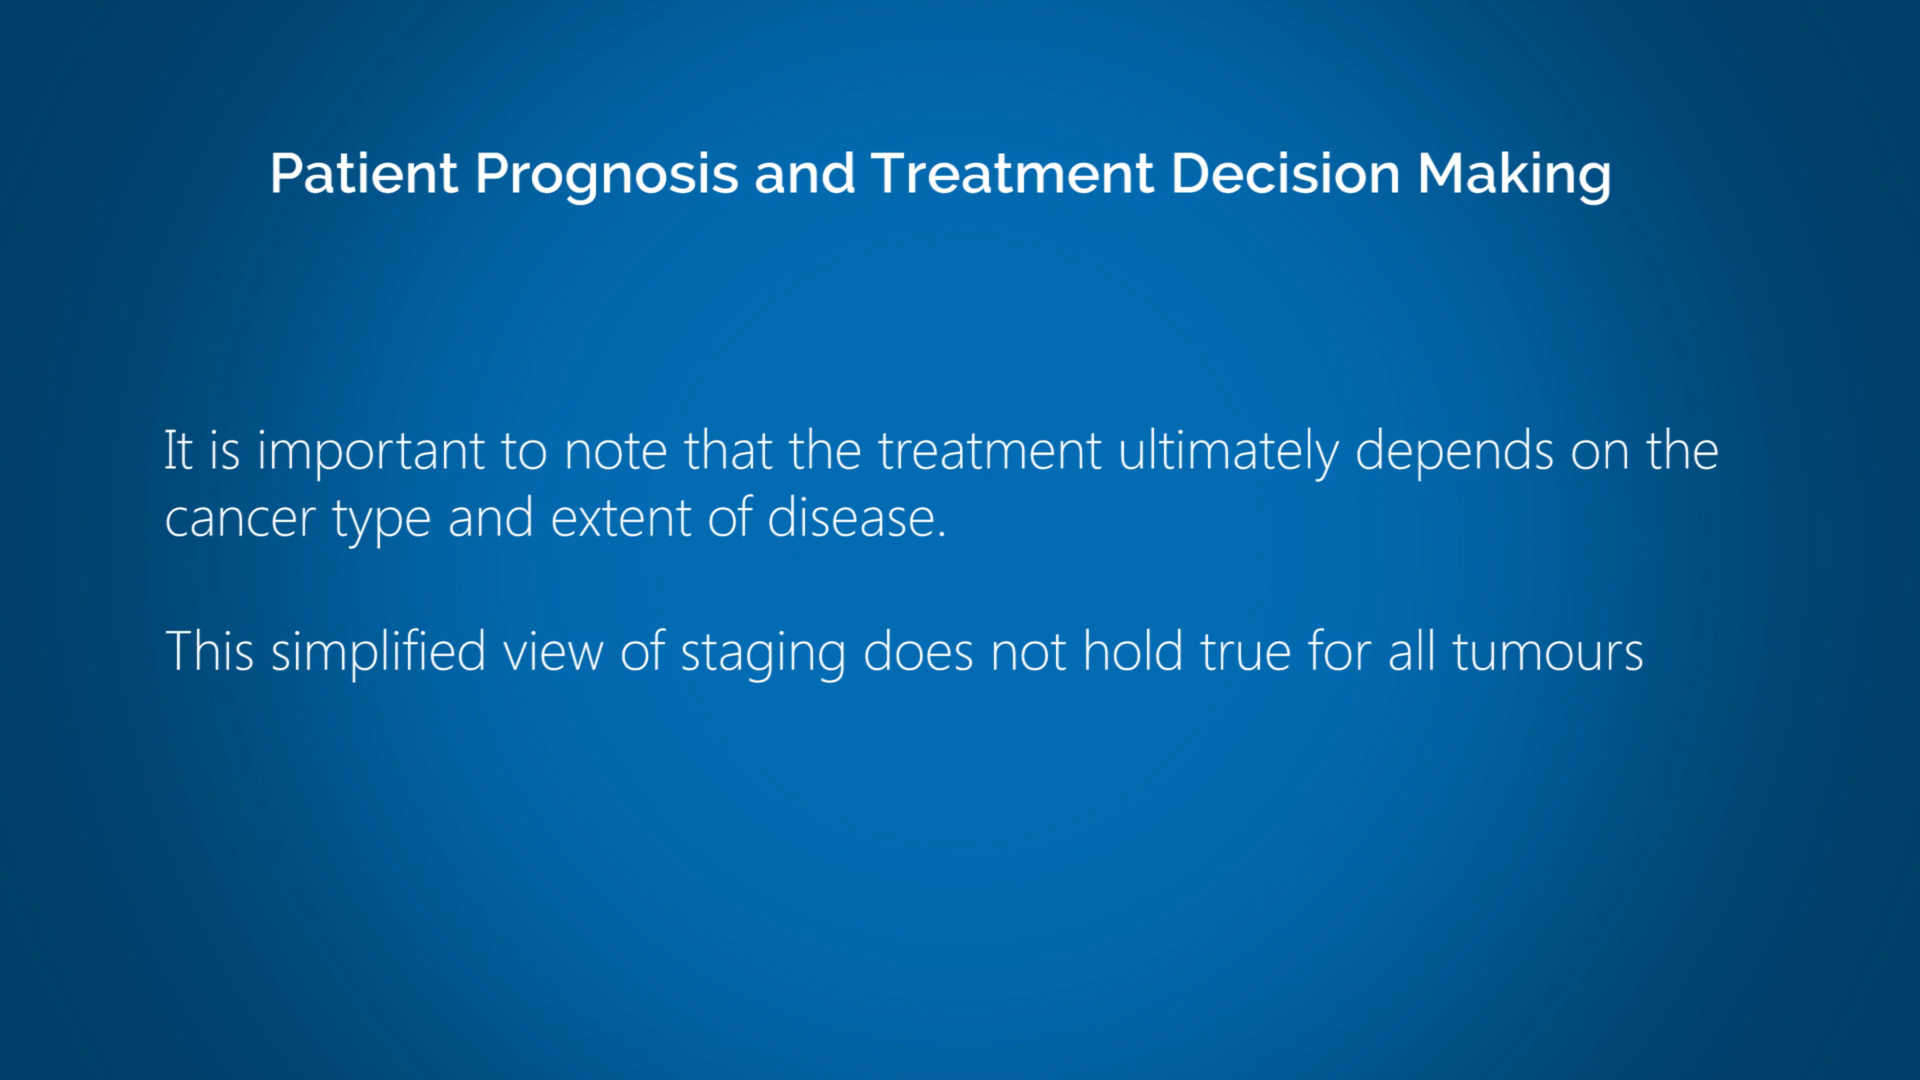 Patient Prognosis and Treatment Decision Making
It is important to note that the treatment ultimately depends on the
cancer type and extent of disease.
This simplified view of staging does not hold true for all tumours